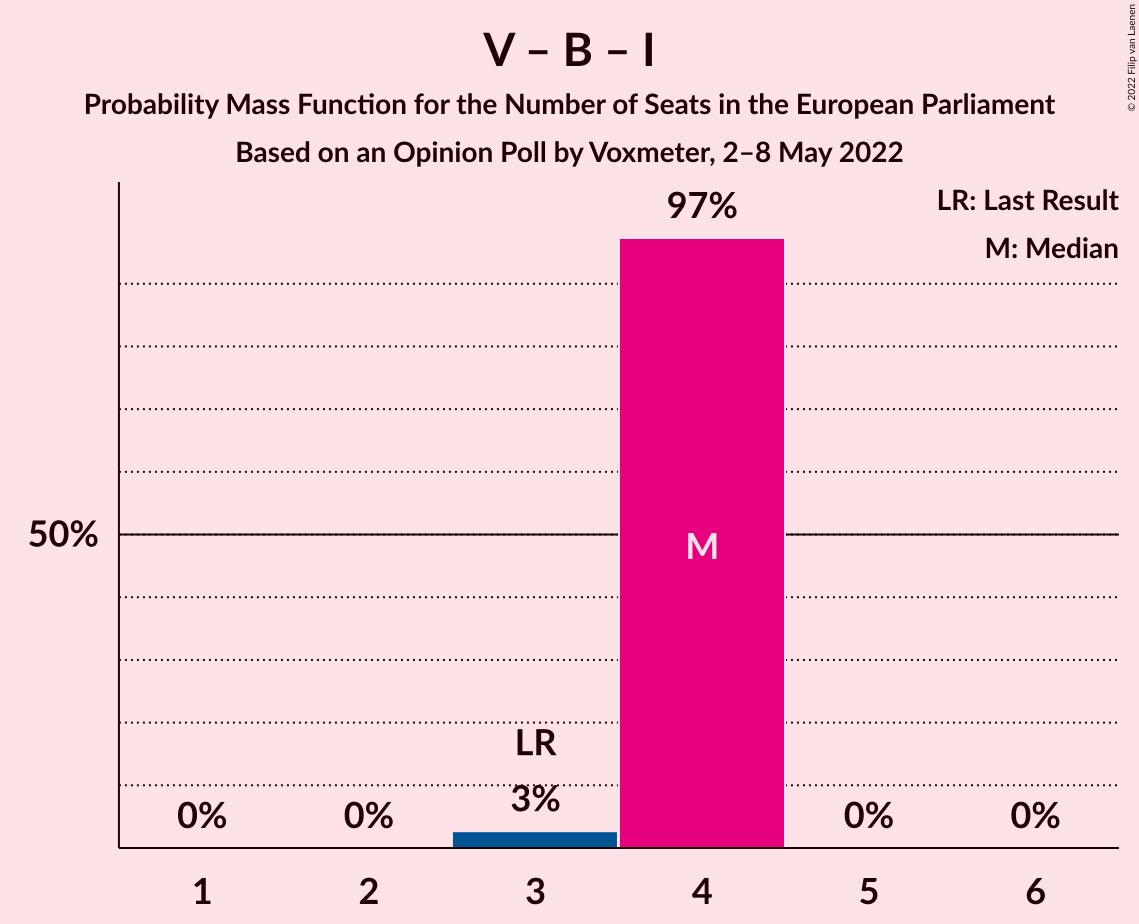 V – B – I
Probability Mass Function for the Number of Seats in the European Parliament
Based on an Opinion Poll by Voxmeter, 2–8 May 2022
© 2022 Filip van Laenen
LR: Last Result
M: Median
97%
50%
M
LR
0%
0%
3%
0%
0%
1
2
3
4
5
6